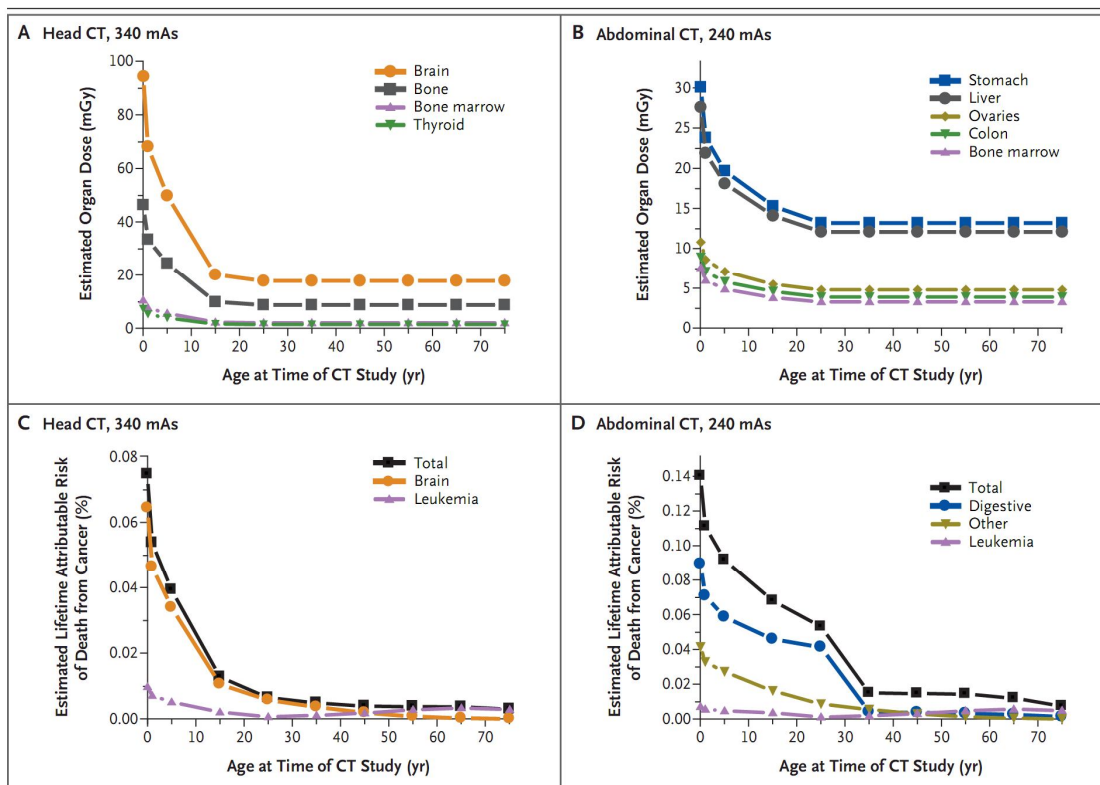 A Head CT, 340 mAs
Estimated Organ Dose (mGy)
100
80
60
40
20
0
Brain
Bone
Bone marrow
Thyroid
0 10 20 30 40 50 60 70
Age at Time of CT Study (yr)
B Abdominal CT, 240 mAs
Estimated Organ Dose (mGy)
30
25
20
15
10
5
0
Stomach
Liver
Ovaries
Colon
Bone marrow
0 10 20 30 40 50 60 70
Age at Time of CT Study (yr)
C Head CT, 340 mAs
Estimated Lifetime Attributable Risk
of Death from Cancer (%)
0.08
0.06
0.04
0.02
0.00
Total
Brain
Leukemia
0 10 20 30 40 50 60 70
Age at Time of CT Study (yr)
D Abdominal CT, 240 mAs
Estimated Lifetime Attributable Risk
of Death from Cancer (%)
0.14
0.12
0.10
0.08
0.06
0.04
0.02
0.00
Total
Digestive
Other
Leukemia
0 10 20 30 40 50 60 70
Age at Time of CT Study (yr)